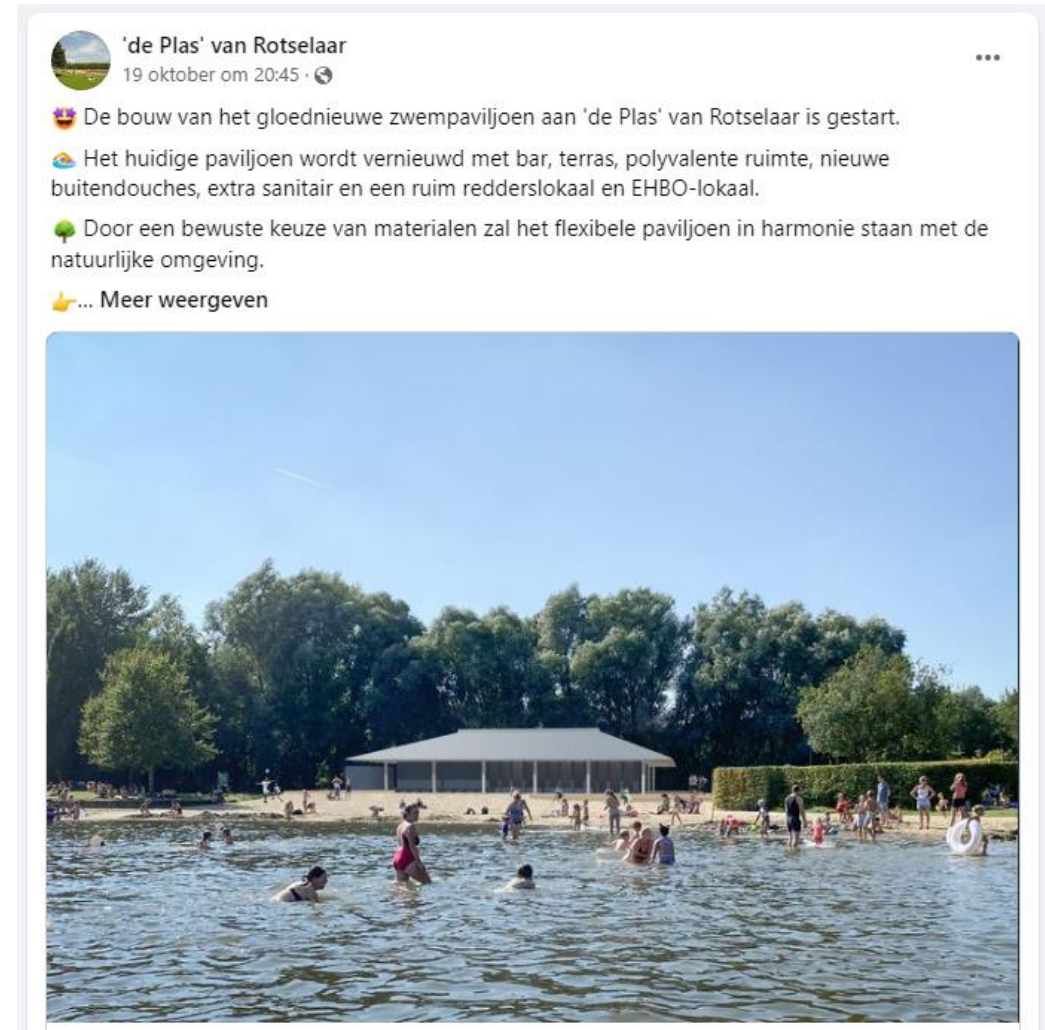 'de Plas' van Rotselaar
19 oktober om 20:45 ·
🤩 De bouw van het gloednieuwe zwempaviljoen aan 'de Plas' van Rotselaar is gestart.
🏊 Het huidige paviljoen wordt vernieuwd met bar, terras, polyvalente ruimte, nieuwe
buitendouches, extra sanitair en een ruim redderslokaal en EHBO-lokaal.
🌳 Door een bewuste keuze van materialen zal het flexibele paviljoen in harmonie staan met de
natuurlijke omgeving.
👉... Meer weergeven